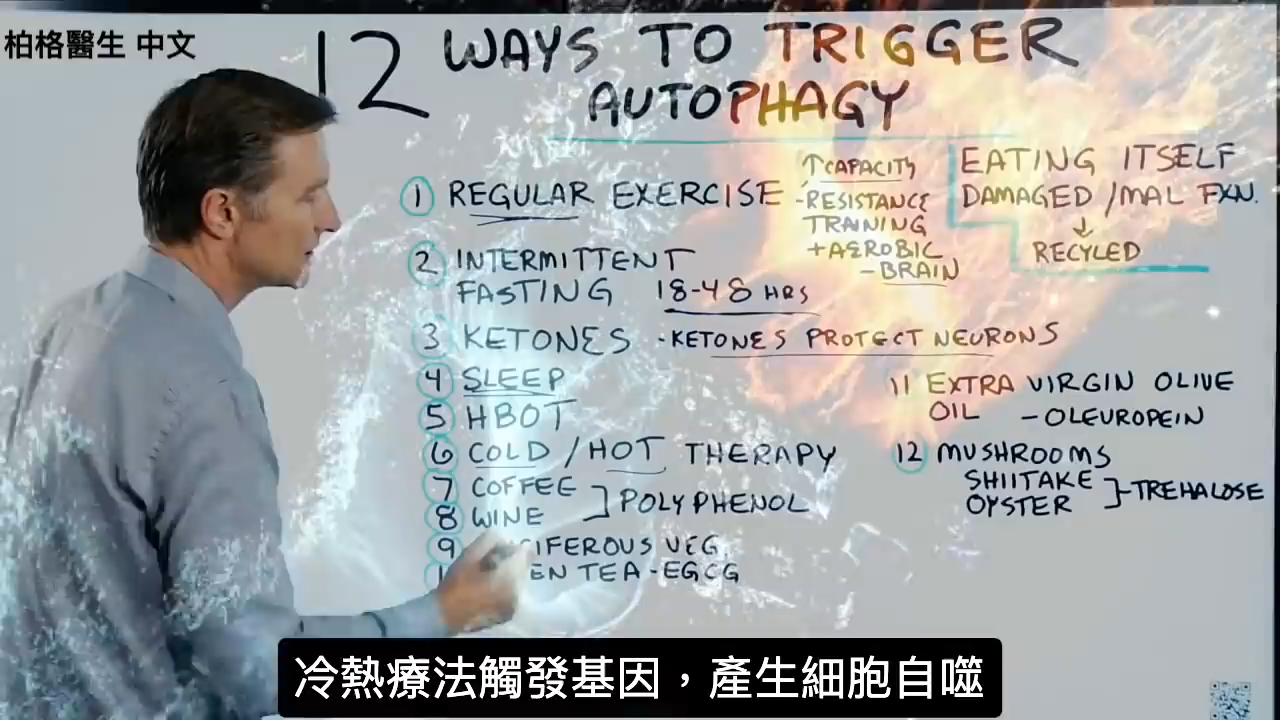 柏格醫生 中文
12 WAYS TO TRIGGER
AUTOPHAGY
EATING ITSELF
DAMAGED / MAL FXN.
↓
RECYLED
① REGULAR EXERCISE
↑CAPACITY
-RESISTANCE
TRAINING
+AEROBIC
-BRAIN
② INTERMITTENT
FASTING 18-48 HRS
③ KETONES - KETONES PROTECT NEURONS
④ SLEEP
⑤ HBOT
⑥ COLD / HOT THERAPY
⑦ COFFEE
⑧ WINE ] POLYPHENOL
⑨ VEG.
TEA - EGCG
11 EXTRA VIRGIN OLIVE
OIL - OLEUROPEIN
12 MUSHROOMS
SHIITAKE
OYSTER }-TREHALOSE
冷熱療法觸發基因，產生細胞自噬